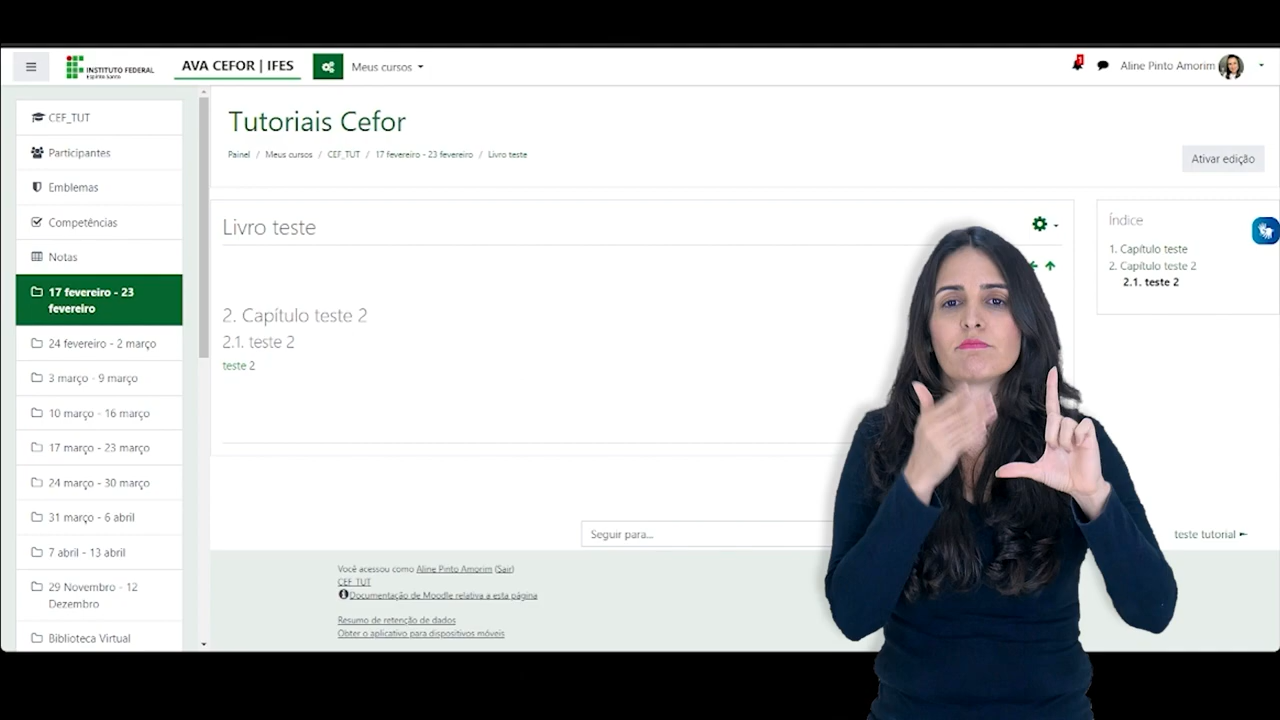 INSTITUTO FEDERAL
Espírito Santo
AVA CEFOR | IFES
Meus cursos
1
Aline Pinto Amorim
CEF_TUT
Participantes
Emblemas
Competências
Notas
17 fevereiro - 23
fevereiro
24 fevereiro - 2 março
3 março - 9 março
10 março - 16 março
17 março - 23 março
24 março - 30 março
31 março - 6 abril
7 abril - 13 abril
29 Novembro - 12
Dezembro
Biblioteca Virtual
Tutoriais Cefor
Painel / Meus cursos / CEF_TUT / 17 fevereiro - 23 fevereiro / Livro teste
Ativar edição
Livro teste
2. Capítulo teste 2
2.1. teste 2
teste 2
Índice
1. Capítulo teste
2. Capítulo teste 2
2.1. teste 2
Seguir para...
teste tutorial
Você acessou como Aline Pinto Amorim (Sair)
CEF_TUT
Documentação de Moodle relativa a esta página
Resumo de retenção de dados
Obter o aplicativo para dispositivos móveis